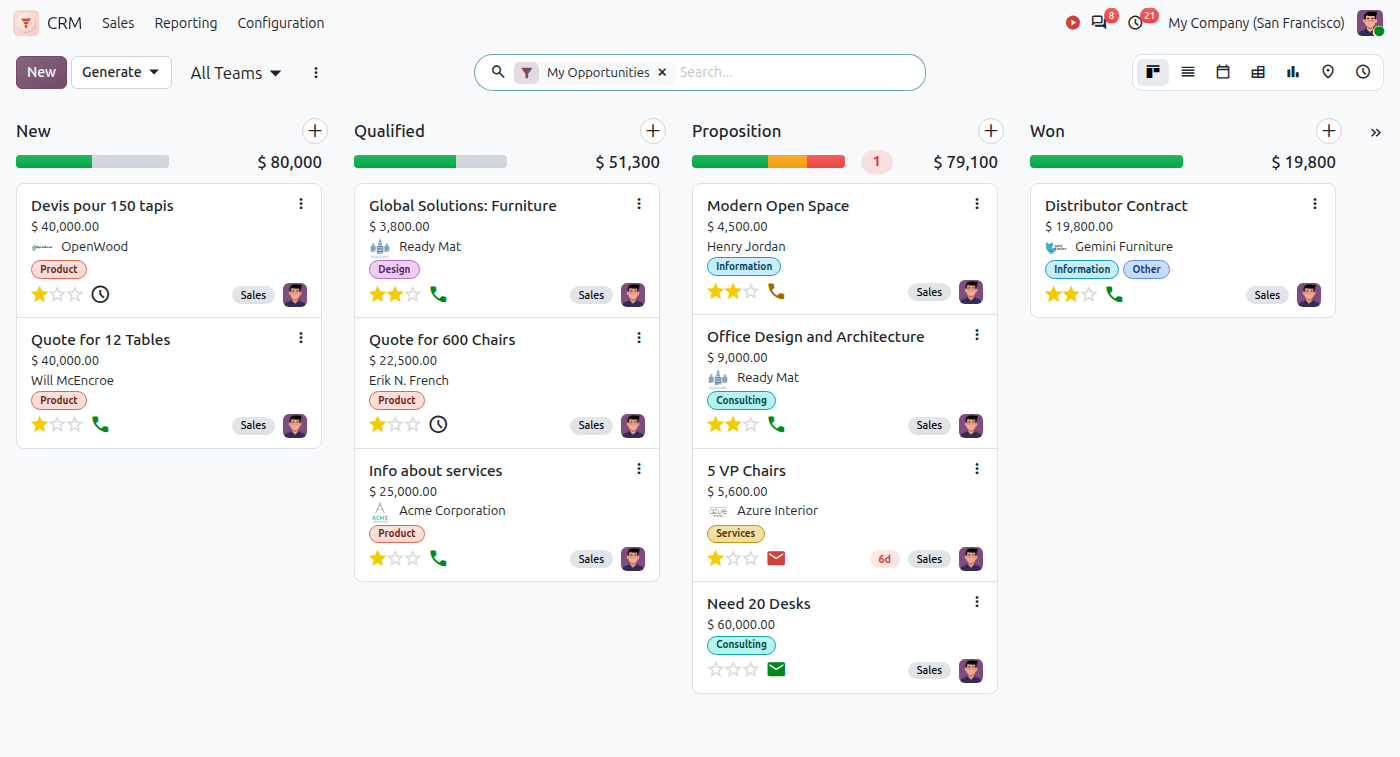 CRM Sales Reporting Configuration 8 21 My Company (San Francisco)
New Generate All Teams My Opportunities × Search...
New
$ 80,000
Devis pour 150 tapis
$ 40,000.00
OpenWood
Product
Sales
Quote for 12 Tables
$ 40,000.00
Will McEncroe
Product
Sales
Qualified
$ 51,300
Global Solutions: Furniture
$ 3,800.00
Ready Mat
Design
Sales
Quote for 600 Chairs
$ 22,500.00
Erik N. French
Product
Sales
Info about services
$ 25,000.00
ACME
Acme Corporation
Product
Sales
Proposition
1 $ 79,100
Modern Open Space
$ 4,500.00
Henry Jordan
Information
Sales
Office Design and Architecture
$ 9,000.00
Ready Mat
Consulting
Sales
5 VP Chairs
$ 5,600.00
Azure Interior
Services
6d Sales
Need 20 Desks
$ 60,000.00
Consulting
Sales
Won
$ 19,800
Distributor Contract
$ 19,800.00
Gemini Furniture
Information Other
Sales